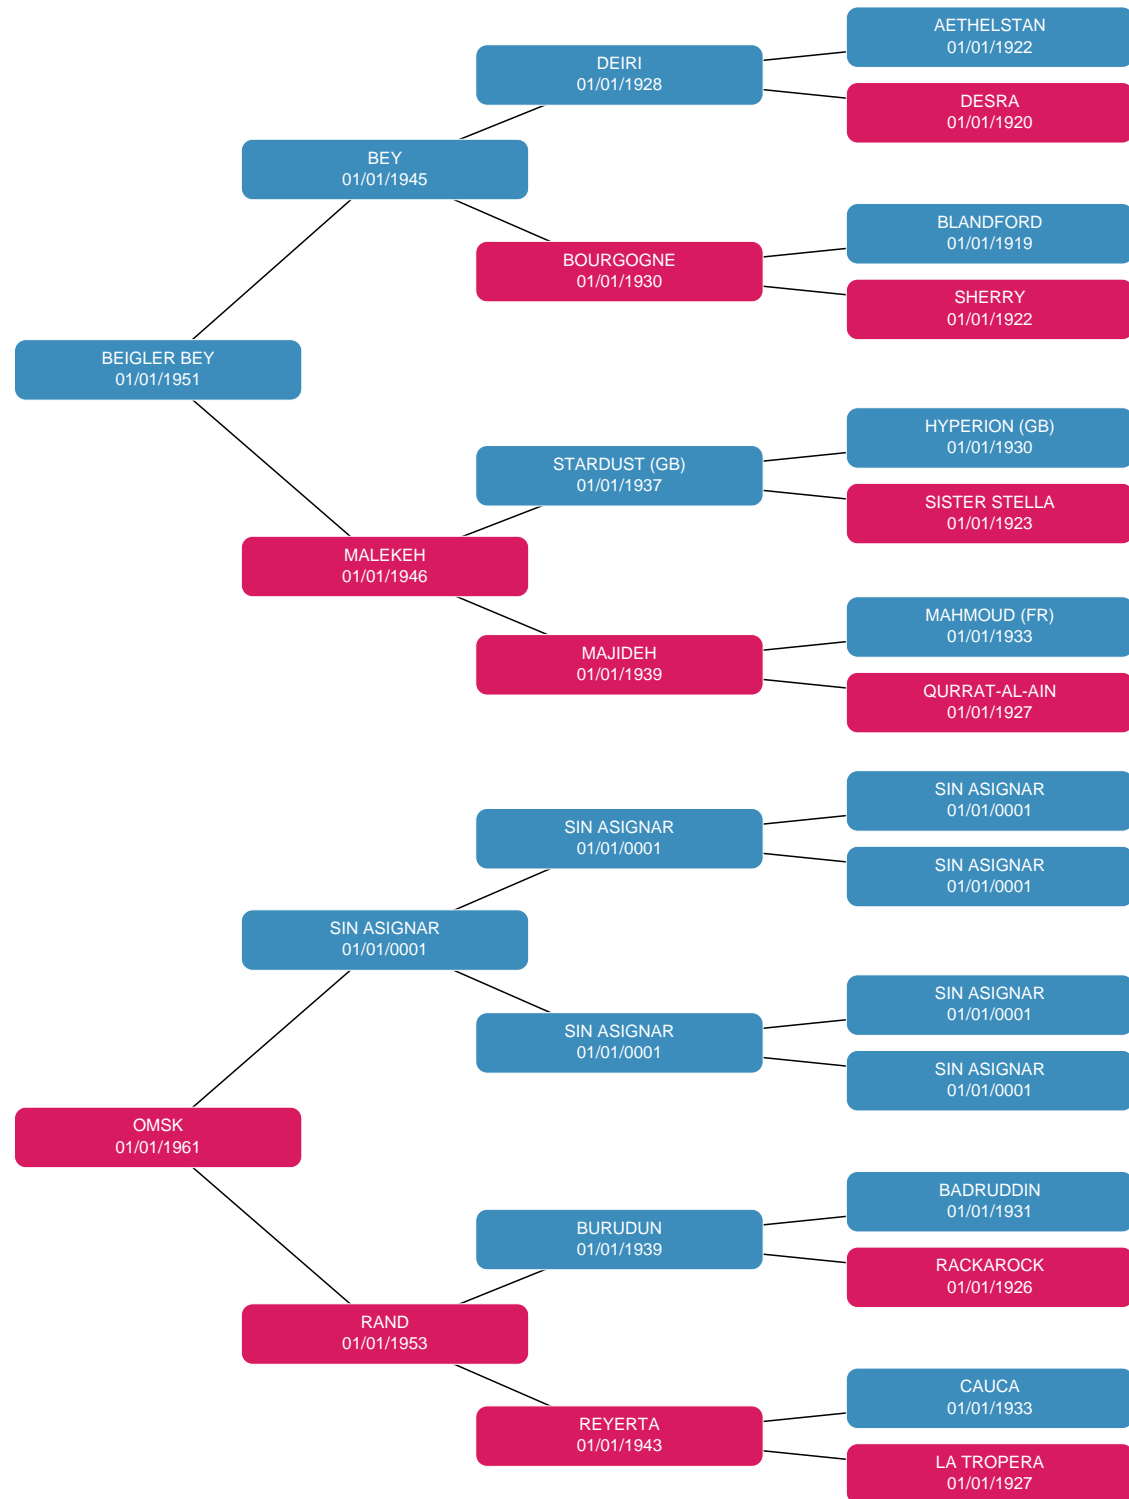 AETHELSTAN
01/01/1922
DEIRI
01/01/1928
DESRA
01/01/1920
BEY
01/01/1945
BLANDFORD
01/01/1919
BOURGOGNE
01/01/1930
SHERRY
01/01/1922
BEIGLER BEY
01/01/1951
HYPERION (GB)
01/01/1930
STARDUST (GB)
01/01/1937
SISTER STELLA
01/01/1923
MALEKEH
01/01/1946
MAHMOUD (FR)
01/01/1933
MAJIDEH
01/01/1939
QURRAT-AL-AIN
01/01/1927
SIN ASIGNAR
01/01/0001
SIN ASIGNAR
01/01/0001
SIN ASIGNAR
01/01/0001
SIN ASIGNAR
01/01/0001
SIN ASIGNAR
01/01/0001
SIN ASIGNAR
01/01/0001
SIN ASIGNAR
01/01/0001
OMSK
01/01/1961
BADRUDDIN
01/01/1931
BURUDUN
01/01/1939
RACKAROCK
01/01/1926
RAND
01/01/1953
CAUCA
01/01/1933
REYERTA
01/01/1943
LA TROPERA
01/01/1927